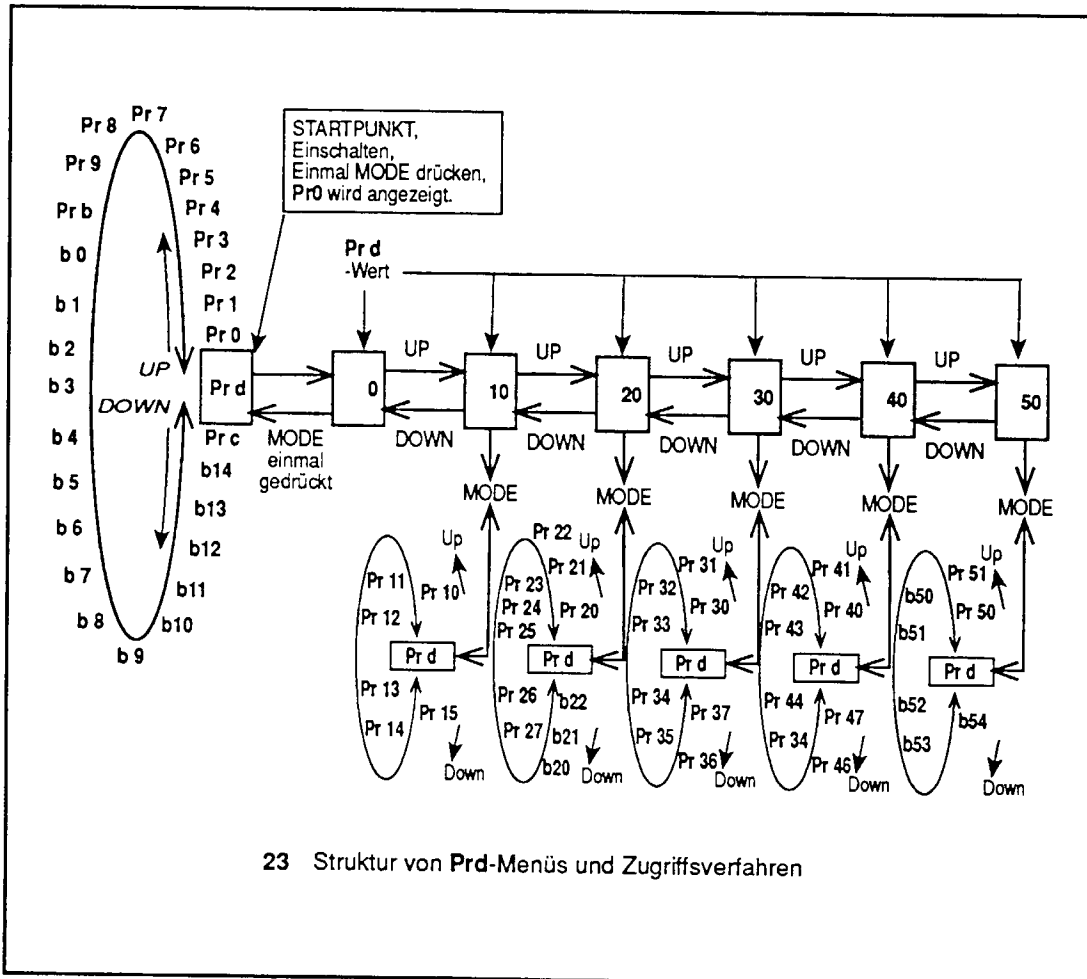 Pr 7
Pr 8
Pr 6
Pr 9
Pr 5
Pr b
Pr 4
b 0
Pr 3
Pr 2
b 1
Pr 1
b 2
Pr 0
b 3
UP
Pr d
DOWN
b 4
Pr c
b 5
b14
b 6
b13
b 7
b12
b 8
b11
b 9
b10
STARTPUNKT,
Einschalten,
Einmal MODE drücken,
Pr0 wird angezeigt.
Pr d
-Wert
0
UP
10
UP
20
UP
30
UP
40
UP
50
MODE
einmal
gedrückt
DOWN
DOWN
DOWN
DOWN
DOWN
MODE
MODE
MODE
MODE
MODE
Up
Pr 11
Pr 10
Pr 12
Pr d
Pr 13
Pr 15
Pr 14
Down
Pr 22
Up
Pr 21
Pr 23
Pr 24
Pr 20
Pr 25
Pr d
Pr 26
b22
Pr 27
b21
b20
Down
Up
Pr 31
Pr 32
Pr 30
Pr 33
Pr d
Pr 34
Pr 37
Pr 35
Pr 36
Down
Up
Pr 41
Pr 42
Pr 40
Pr 43
Pr d
Pr 44
Pr 47
Pr 34
Pr 46
Down
Up
Pr 51
b50
Pr 50
b51
Pr d
b52
b54
b53
Down
23 Struktur von Prd-Menüs und Zugriffsverfahren